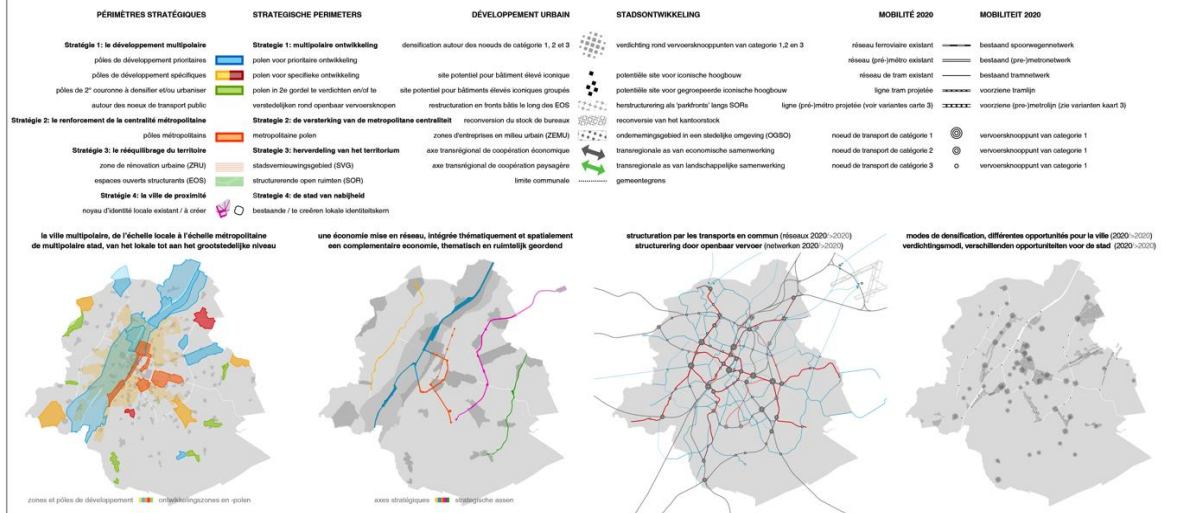 PÉRIMÈTRES STRATÉGIQUES STRATEGISCHE PERIMETERS DÉVELOPPEMENT URBAIN STADSONTWIKKELING MOBILITÉ 2020 MOBILITEIT 2020
Stratégie 1: le développement multipolaire Strategie 1: multipolaire ontwikkeling densification autour des noeuds de catégorie 1, 2 et 3 verdichting rond vervoersknooppunten van categorie 1,2 en 3 réseau ferroviaire existant bestaand spoorwegennetwerk
pôles de développement prioritaires polen voor prioritaire ontwikkeling réseau (pré-)métro existant bestaand (pre-)metronetwerk
pôles de développement spécifiques polen voor specifieke ontwikkeling site potentiel pour bâtiment élevé iconique potentiële site voor iconische hoogbouw réseau de tram existant bestaand tramnetwerk
pôles de 2° couronne à densifier et/ou urbaniser polen in 2e gordel te verdichten en/of te site potentiel pour bâtiments élevés iconiques groupés potentiële site voor gegroepeerde iconische hoogbouw ligne tram projetée voorziene tramlijn
autour des noeux de transport public verstedelijken rond openbaar vervoersknopen restructuration en fronts bâtis le long des EOS herstructuring als 'parkfronts' langs SORs ligne (pré-)métro projetée (voir variantes carte 3) voorziene (pre-)metrolijn (zie varianten kaart 3)
Stratégie 2: le renforcement de la centralité métropolitaine Strategie 2: de versterking van de metropolitane centraliteit reconversion du stock de bureaux reconversie van het kantoorstock
pôles métropolitains metropolitane polen zones d'entreprises en milieu urbain (ZEMU) ondernemingsgebied in een stedelijke omgeving (OGSO) noeud de transport de catégorie 1 vervoersknooppunt van categorie 1
Stratégie 3: le rééquilibrage du territoire Strategie 3: herverdeling van het territorium axe transrégional de coopération économique transregionale as van economische samenwerking noeud de transport de catégorie 2 vervoersknooppunt van categorie 1
zone de rénovation urbaine (ZRU) stadsvernieuwingsgebied (SVG) axe transrégional de coopération paysagère transregionale as van landschappelijke samenwerking noeud de transport de catégorie 3 vervoersknooppunt van categorie 1
espaces ouverts structurants (EOS) structurerende open ruimten (SOR) limite communale gemeentegrens
Stratégie 4: la ville de proximité Strategie 4: de stad van nabijheid
noyau d'identité locale existant / à créer bestaande / te creëren lokale identiteitskern
la ville multipolaire, de l'échelle locale à l'échelle métropolitaine
de multipolaire stad, van het lokale tot aan het grootstedelijke niveau
une économie mise en réseau, intégrée thématiquement et spatialement
een complementaire economie, thematisch en ruimtelijk geordend
structuration par les transports en commun (réseaux 2020/>2020)
structurering door openbaar vervoer (netwerken 2020/>2020)
modes de densification, différentes opportunités pour la ville (2020/>2020)
verdichtingsmodi, verschillenden opportuniteiten voor de stad (2020/>2020)
zones et pôles de développement ontwikkelingszones en -polen
axes stratégiques strategische assen